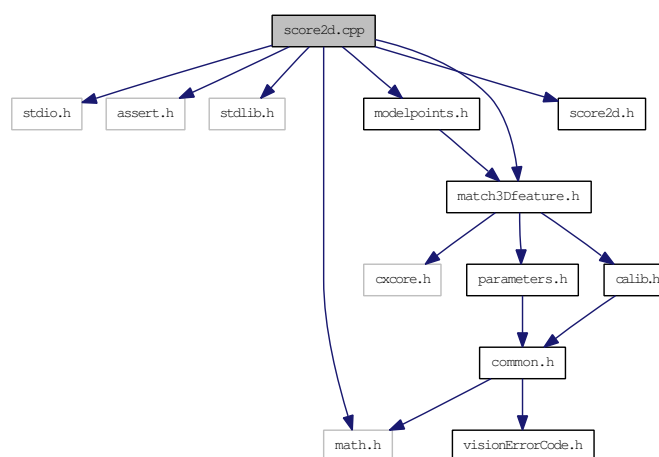 score2d.cpp
stdio.h
assert.h
stdlib.h
modelpoints.h
score2d.h
match3Dfeature.h
cxcore.h
parameters.h
calib.h
common.h
math.h
visionErrorCode.h